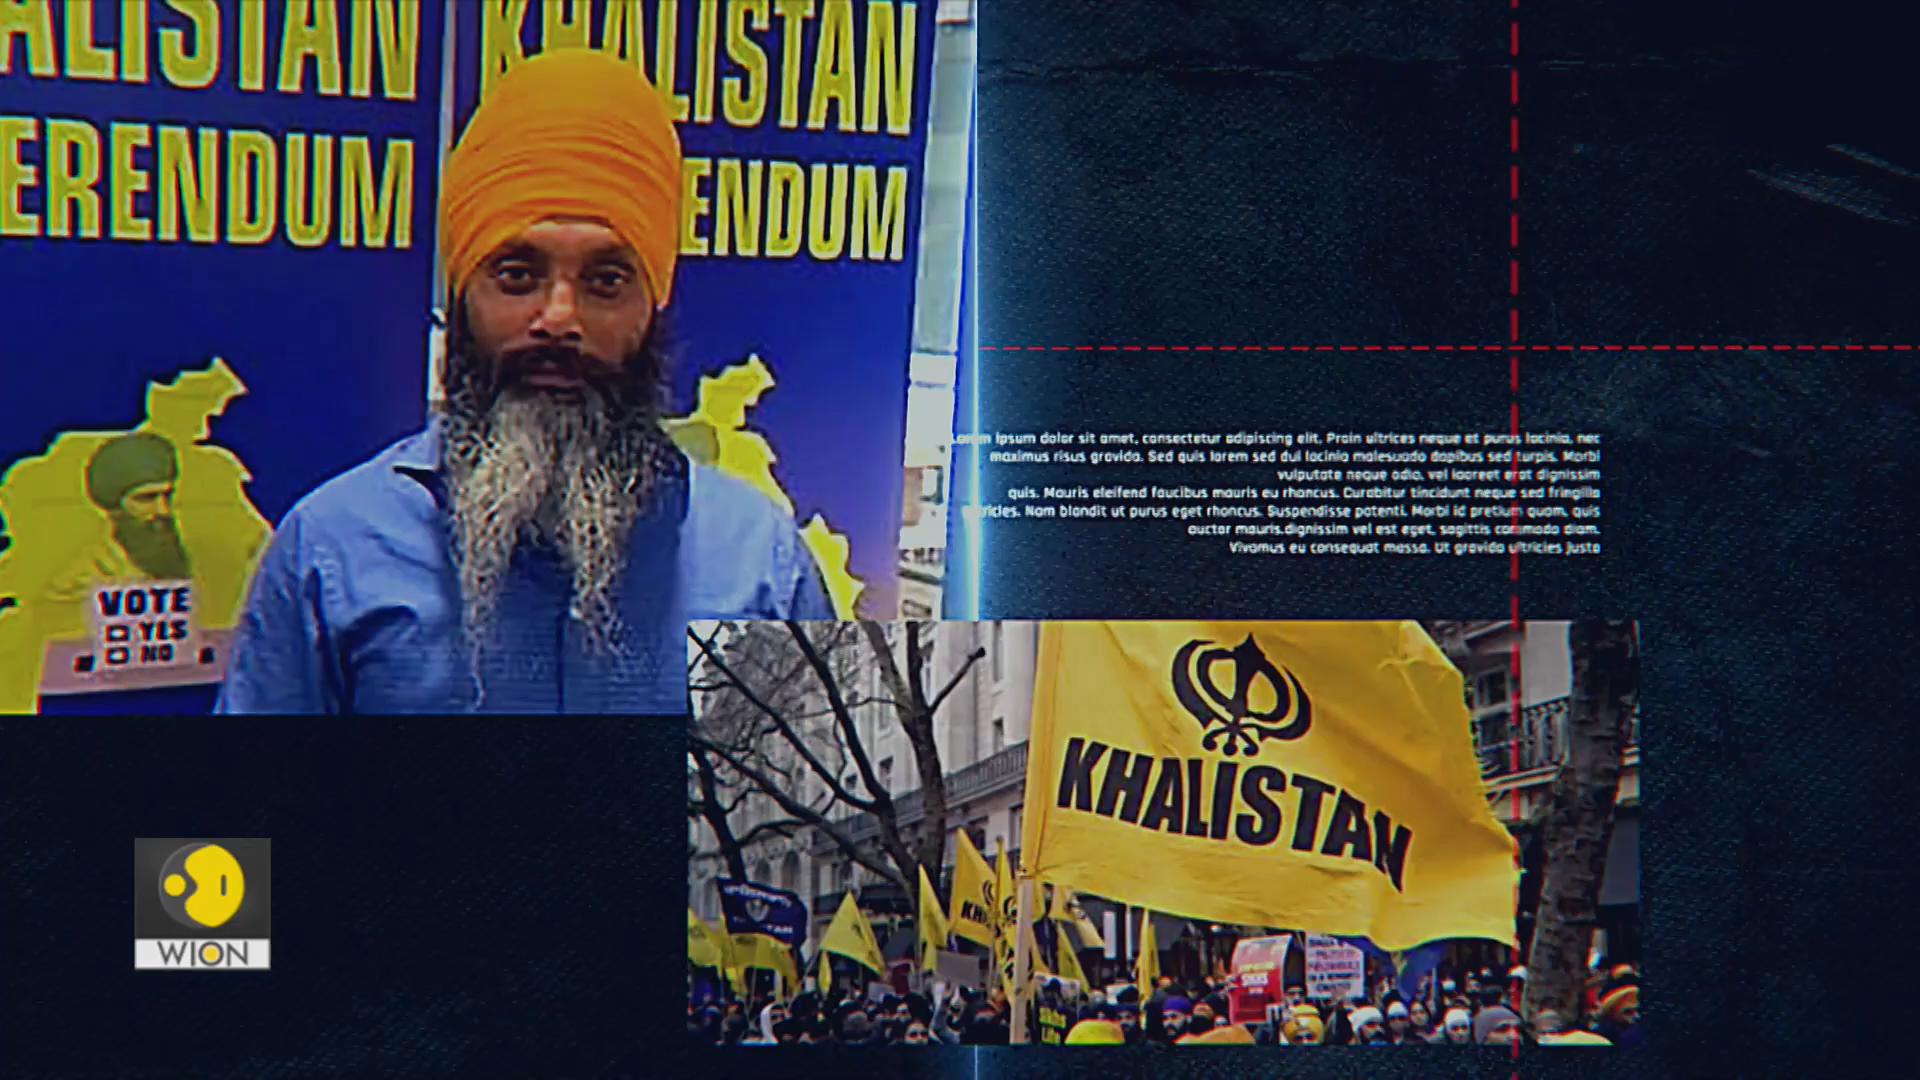 ALISTAN
ERENDUM
KHALISTAN
ENDUM
VOTE
YES
NO
Lorem ipsum dolor sit amet, consectetur adipiscing elit. Proin ultrices neque et purus lacinia, nec
maximus risus gravida. Sed quis lorem sed dui lacinia malesuada dapibus sed turpis. Morbi
vulputate neque odio, vel laoreet erat dignissim
quis. Mauris eleifend faucibus mauris eu rhoncus. Curabitur tincidunt neque sed fringilla
ultricies. Nam blandit ut purus eget rhoncus. Suspendisse potenti. Morbi id pretium quam, quis
auctor mauris.dignissim vel est eget, sagittis commodo diam.
Vivamus eu consequat massa. Ut gravida ultricies justo
KHALISTAN
KH
SIKHS
WION